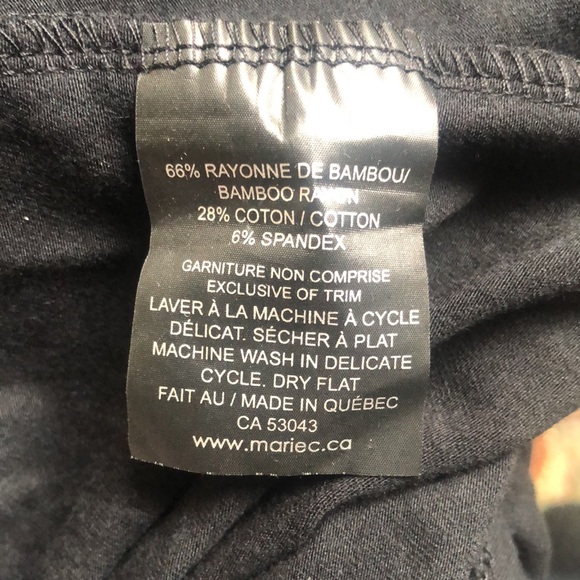 66% RAYONNE DE BAMBOU/
BAMBOO RAYON
28% COTON / COTTON
6% SPANDEX
GARNITURE NON COMPRISE
EXCLUSIVE OF TRIM
LAVER À LA MACHINE À CYCLE
DÉLICAT. SÉCHER À PLAT
MACHINE WASH IN DELICATE
CYCLE. DRY FLAT
FAIT AU / MADE IN QUÉBEC
CA 53043
www.mariec.ca